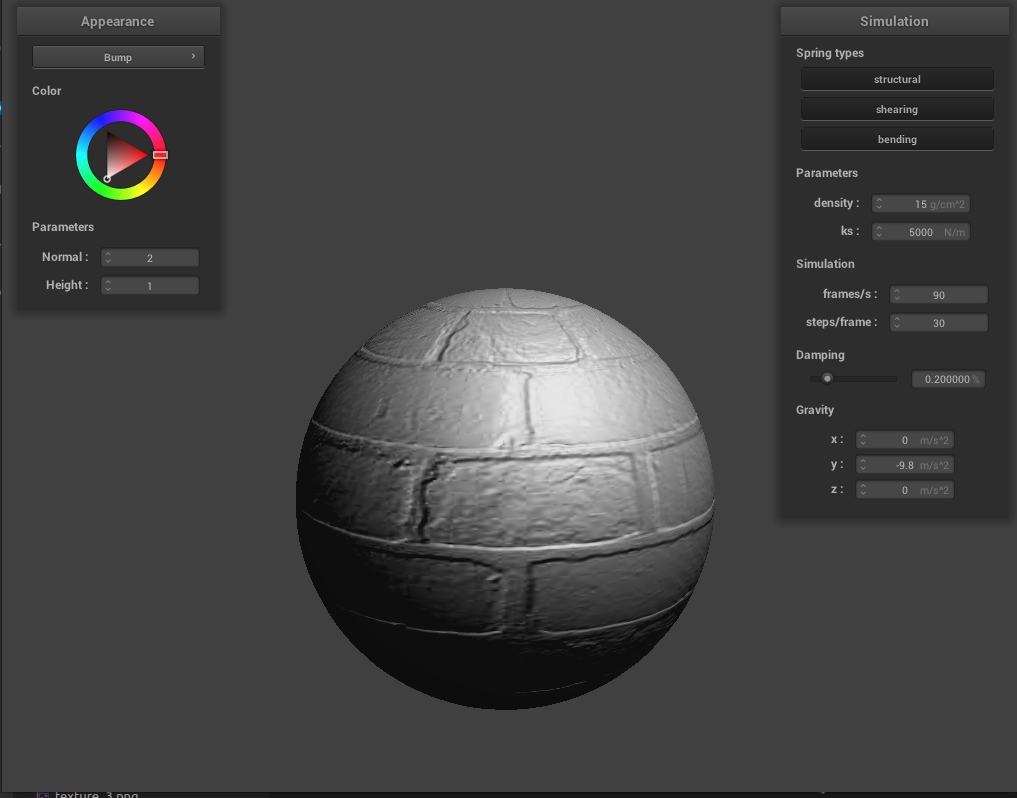 Appearance
Bump
Color
Parameters
Normal : 2
Height : 1
Simulation
Spring types
structural
shearing
bending
Parameters
density : 15 g/cm^2
ks : 5000 N/m
Simulation
frames/s : 90
steps/frame : 30
Damping
0.200000 %
Gravity
x : 0 m/s^2
y : -9.8 m/s^2
z : 0 m/s^2
texture_3.png